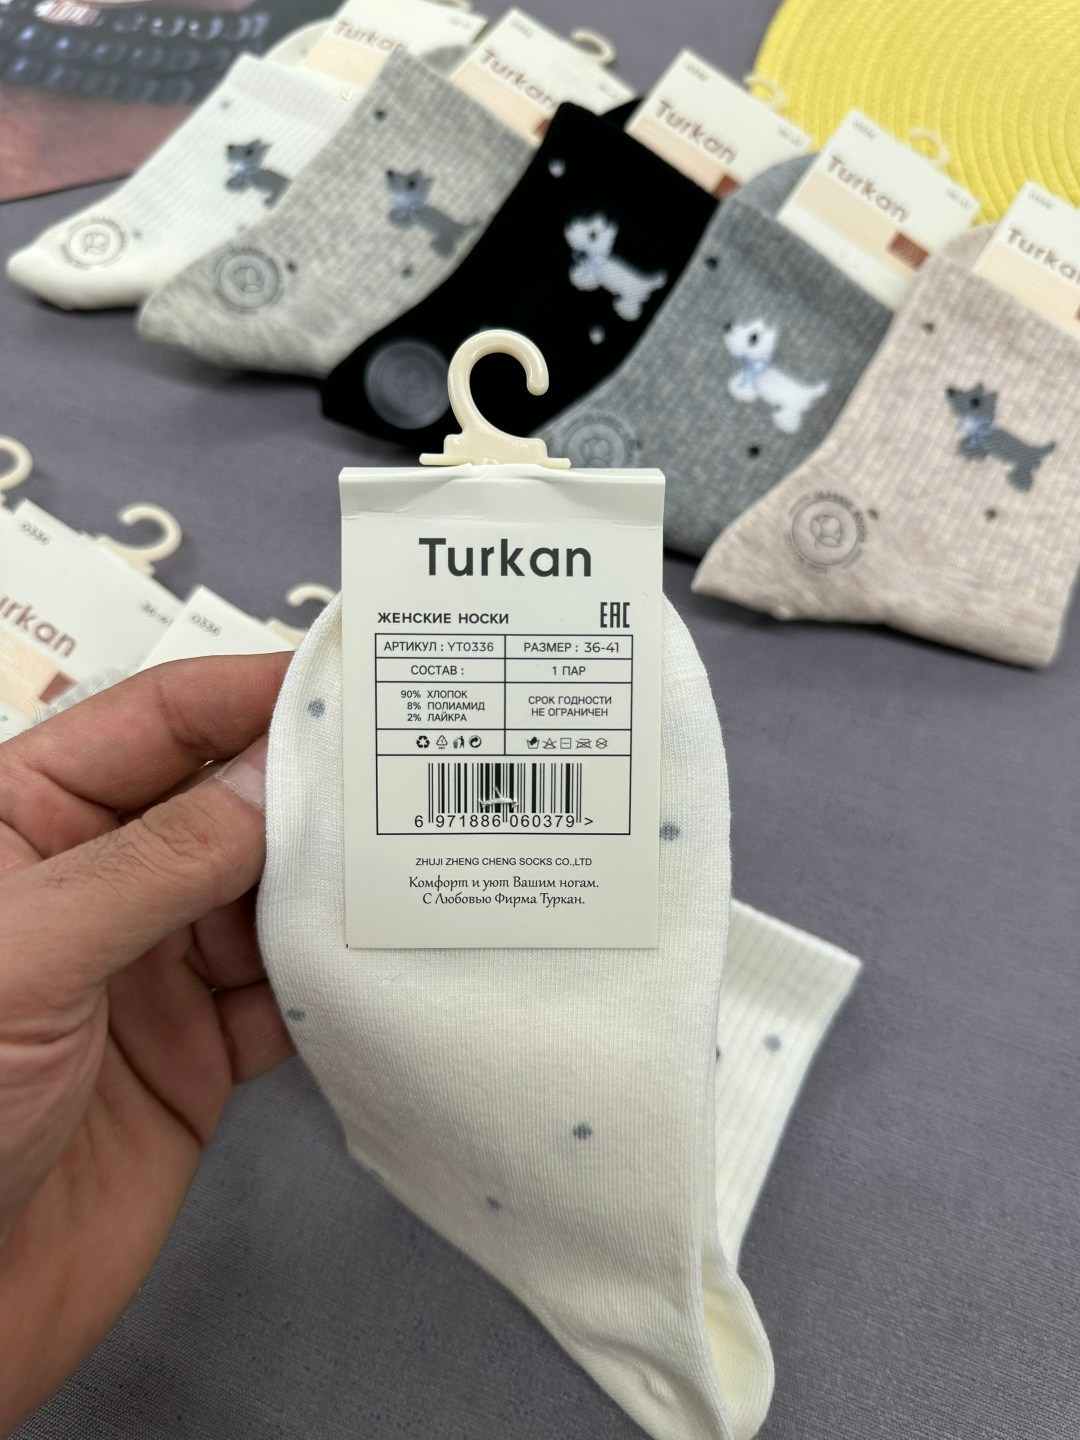 Turkan
Turkan
Turkan
Turkan
Turkan
-0336
36-41
-0336
urkan
Turkan
ЖЕНСКИЕ НОСКИ
EAC
АРТИКУЛ : YT0336
РАЗМЕР : 36-41
СОСТАВ :
1 ПАР
90% ХЛОПОК
8% ПОЛИАМИД
2% ЛАЙКРА
СРОК ГОДНОСТИ
НЕ ОГРАНИЧЕН
6 971886 060379 >
ZHUJI ZHENG CHENG SOCKS CO.,LTD
Комфорт и уют Вашим ногам.
С Любовью Фирма Туркан.